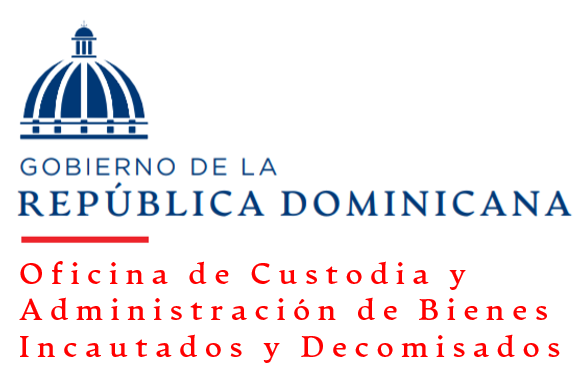 GOBIERNO DE LA
REPÚBLICA DOMINICANA
Oficina de Custodia y
Administración de Bienes
Incautados y Decomisados